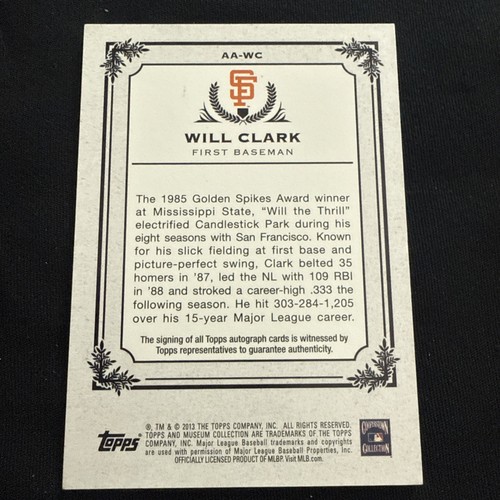 AA-WC
SF
WILL CLARK
FIRST BASEMAN
The 1985 Golden Spikes Award winner
at Mississippi State, “Will the Thrill”
electrified Candlestick Park during his
eight seasons with San Francisco. Known
for his slick fielding at first base and
picture-perfect swing, Clark belted 35
homers in '87, led the NL with 109 RBI
in '88 and stroked a career-high .333 the
following season. He hit 303-284-1,205
over his 15-year Major League career.
The signing of all Topps autograph cards is witnessed by
Topps representatives to guarantee authenticity.
®, TM & © 2013 THE TOPPS COMPANY, INC. ALL RIGHTS RESERVED.
TOPPS AND MUSEUM COLLECTION ARE TRADEMARKS OF THE TOPPS
COMPANY, INC. Major League Baseball trademarks and copyrights
are used with permission of Major League Baseball Properties, Inc.
OFFICIALLY LICENSED PRODUCT OF MLBP. Visit MLB.com.
Topps
COOPERSTOWN
COLLECTION